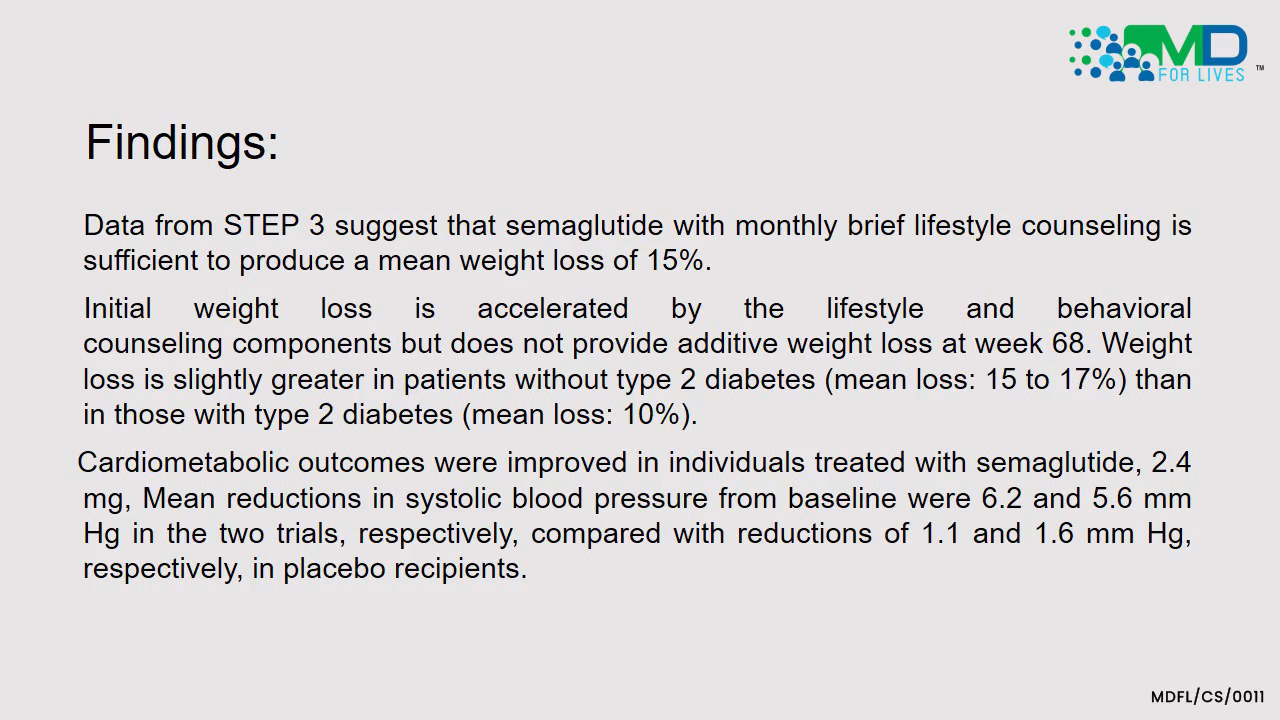 MD
FOR LIVES
TM
Findings:
Data from STEP 3 suggest that semaglutide with monthly brief lifestyle counseling is
sufficient to produce a mean weight loss of 15%.
Initial weight loss is accelerated by the lifestyle and behavioral
counseling components but does not provide additive weight loss at week 68. Weight
loss is slightly greater in patients without type 2 diabetes (mean loss: 15 to 17%) than
in those with type 2 diabetes (mean loss: 10%).
Cardiometabolic outcomes were improved in individuals treated with semaglutide, 2.4
mg, Mean reductions in systolic blood pressure from baseline were 6.2 and 5.6 mm
Hg in the two trials, respectively, compared with reductions of 1.1 and 1.6 mm Hg,
respectively, in placebo recipients.
MDFL/CS/0011